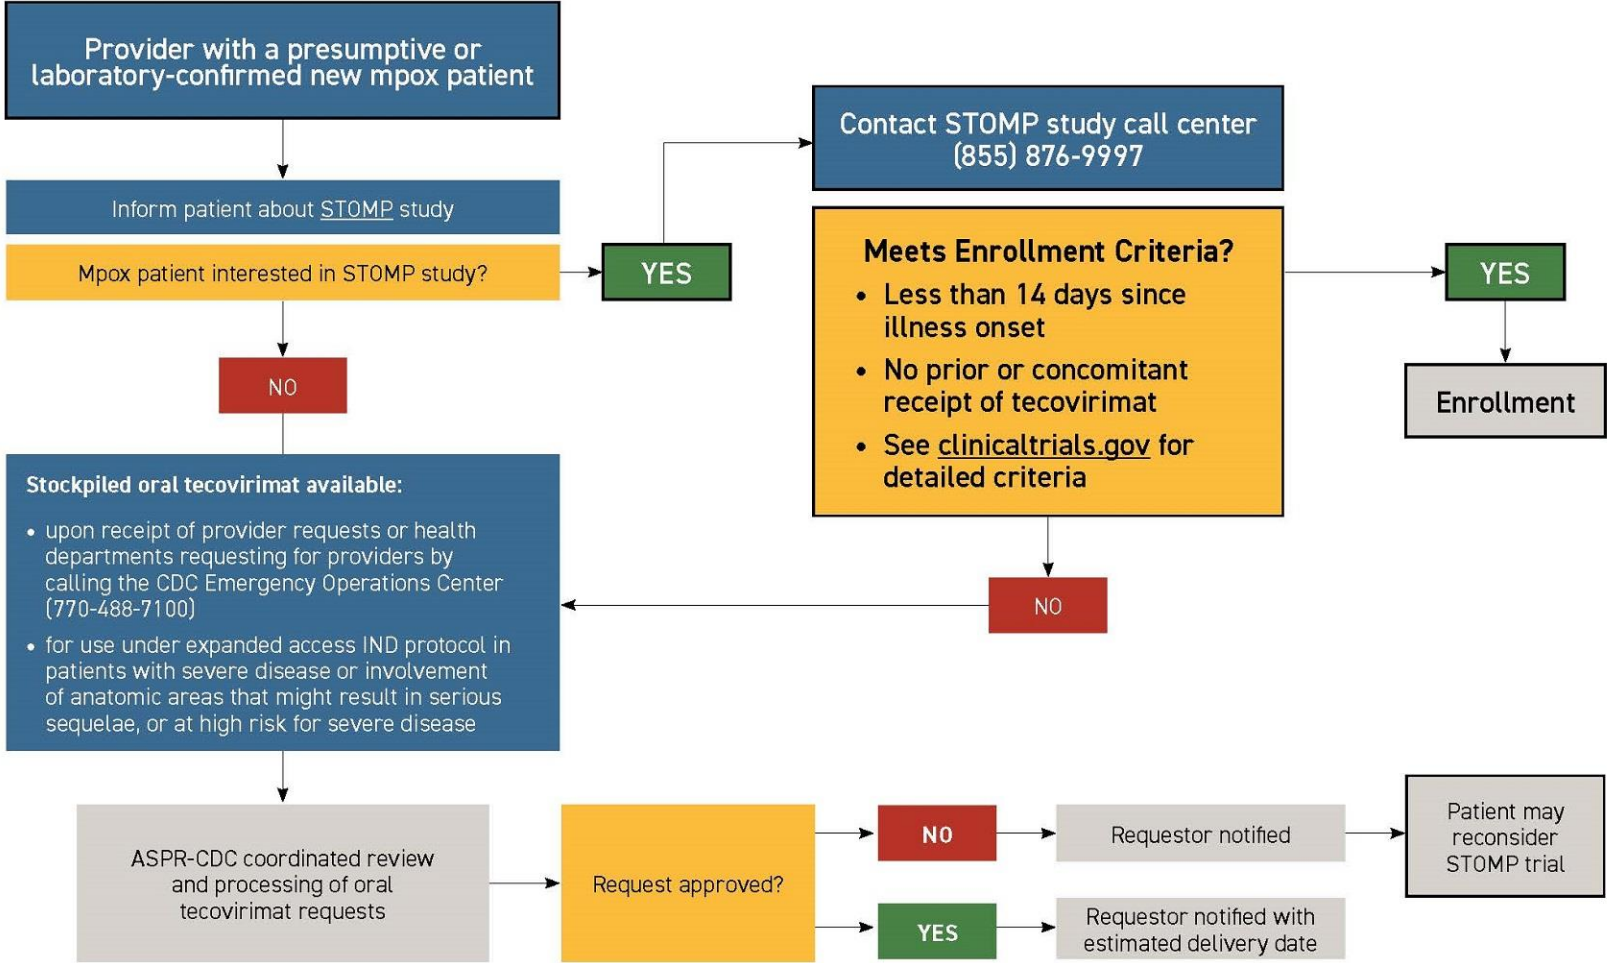 Provider with a presumptive or
laboratory-confirmed new mpox patient
Inform patient about STOMP study
Mpox patient interested in STOMP study?
YES
NO
Contact STOMP study call center
(855) 876-9997
Meets Enrollment Criteria?
• Less than 14 days since
illness onset
• No prior or concomitant
receipt of tecovirimat
• See clinicaltrials.gov for
detailed criteria
YES
Enrollment
NO
Stockpiled oral tecovirimat available:
• upon receipt of provider requests or health
departments requesting for providers by
calling the CDC Emergency Operations Center
(770-488-7100)
• for use under expanded access IND protocol in
patients with severe disease or involvement
of anatomic areas that might result in serious
sequelae, or at high risk for severe disease
ASPR-CDC coordinated review
and processing of oral
tecovirimat requests
Request approved?
NO
Requestor notified
Patient may
reconsider
STOMP trial
YES
Requestor notified with
estimated delivery date